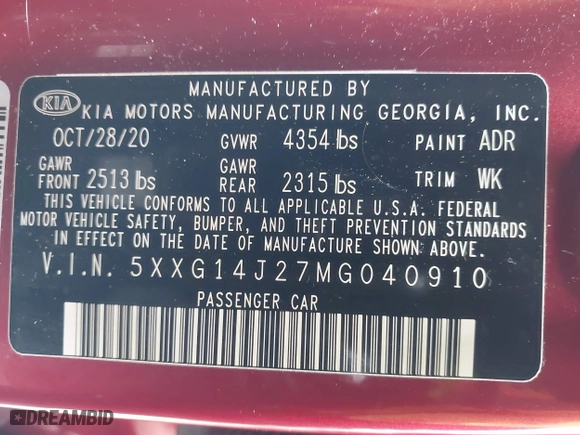 MANUFACTURED BY
KIA KIA MOTORS MANUFACTURING GEORGIA, INC.
OCT/28/20 GVWR 4354 lbs PAINT ADR
GAWR FRONT 2513 lbs GAWR REAR 2315 lbs TRIM WK
THIS VEHICLE CONFORMS TO ALL APPLICABLE U.S.A. FEDERAL
MOTOR VEHICLE SAFETY, BUMPER, AND THEFT PREVENTION STANDARDS
IN EFFECT ON THE DATE OF MANUFACTURE SHOWN ABOVE.
V.I.N. 5XXG14J27MG040910
PASSENGER CAR
DREAMBID